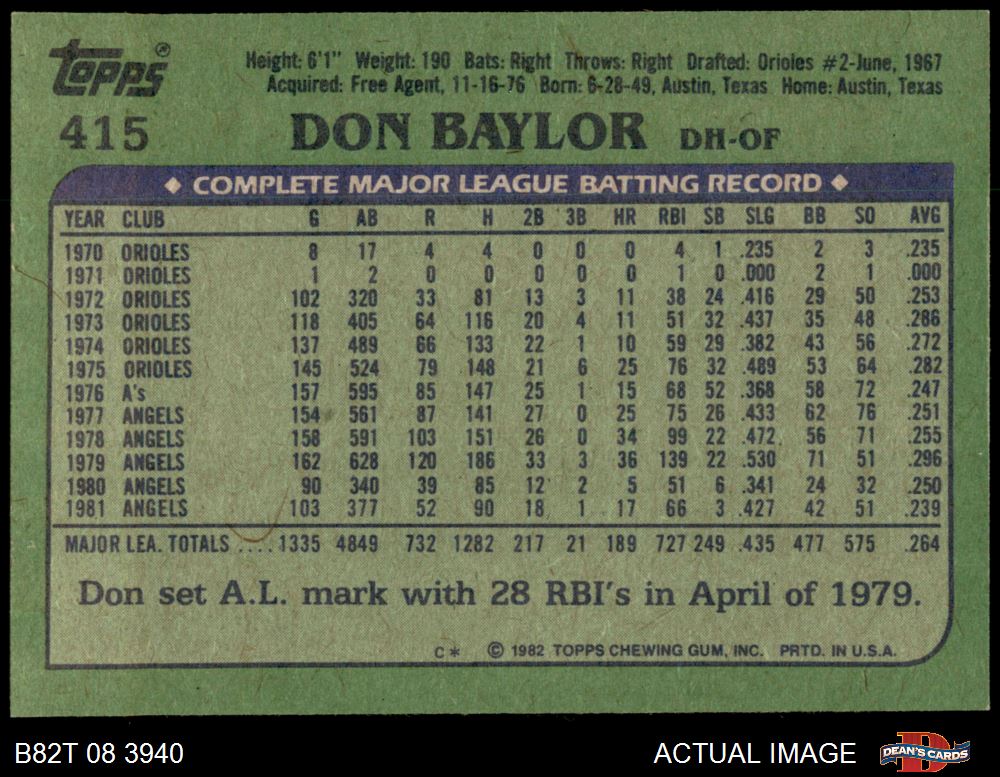 Topps® Height: 6'1" Weight: 190 Bats: Right Throws: Right Drafted: Orioles #2-June, 1967
Acquired: Free Agent, 11-16-76 Born: 6-28-49, Austin, Texas Home: Austin, Texas
415 DON BAYLOR DH-OF
◆ COMPLETE MAJOR LEAGUE BATTING RECORD ◆
YEAR CLUB G AB R H 2B 3B HR RBI SB SLG BB SO AVG
1970 ORIOLES 8 17 4 4 0 0 0 4 1 .235 2 3 .235
1971 ORIOLES 1 2 0 0 0 0 0 1 0 .000 2 1 .000
1972 ORIOLES 102 320 33 81 13 3 11 38 24 .416 29 50 .253
1973 ORIOLES 118 405 64 116 20 4 11 51 32 .437 35 48 .286
1974 ORIOLES 137 489 66 133 22 1 10 59 29 .382 43 56 .272
1975 ORIOLES 145 524 79 148 21 6 25 76 32 .489 53 64 .282
1976 A's 157 595 85 147 25 1 15 68 52 .368 58 72 .247
1977 ANGELS 154 561 87 141 27 0 25 75 26 .433 62 76 .251
1978 ANGELS 158 591 103 151 26 0 34 99 22 .472 56 71 .255
1979 ANGELS 162 628 120 186 33 3 36 139 22 .530 71 51 .296
1980 ANGELS 90 340 39 85 12 2 5 51 6 .341 24 32 .250
1981 ANGELS 103 377 52 90 18 1 17 66 3 .427 42 51 .239
MAJOR LEA. TOTALS ....1335 4849 732 1282 217 21 189 727 249 .435 477 575 .264
Don set A.L. mark with 28 RBI's in April of 1979.
C* © 1982 TOPPS CHEWING GUM, INC. PRTD. IN U.S.A.
B82T 08 3940 ACTUAL IMAGE D DEAN'S CARDS